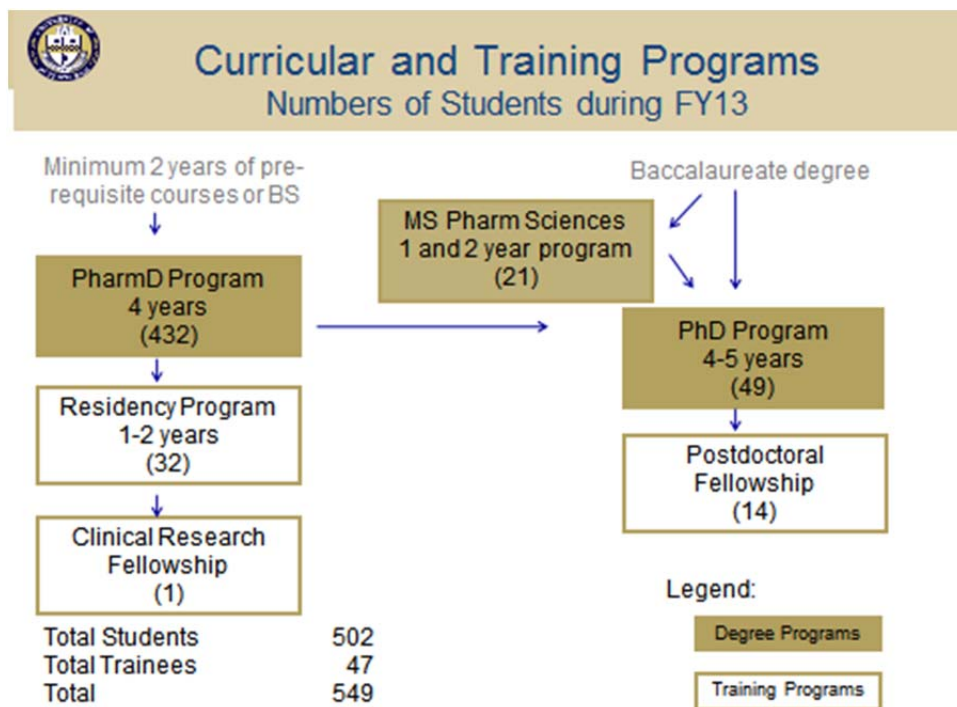 Curricular and Training Programs
Numbers of Students during FY13
Minimum 2 years of pre-
requisite courses or BS
Baccalaureate degree
MS Pharm Sciences
1 and 2 year program
(21)
PharmD Program
4 years
(432)
PhD Program
4-5 years
(49)
Residency Program
1-2 years
(32)
Postdoctoral
Fellowship
(14)
Clinical Research
Fellowship
(1)
Legend:
Degree Programs
Training Programs
Total Students 502
Total Trainees 47
Total 549